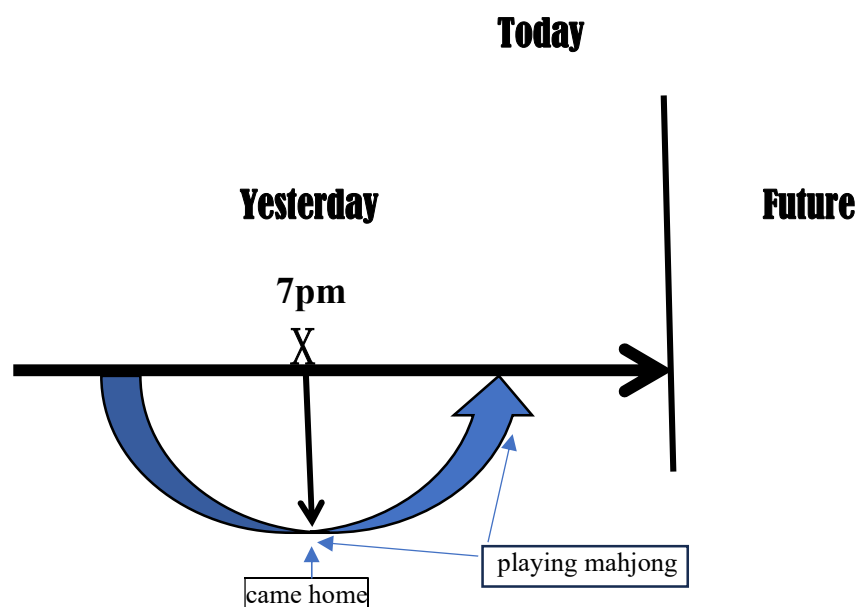 Today
Yesterday
Future
7pm
X
playing mahjong
came home